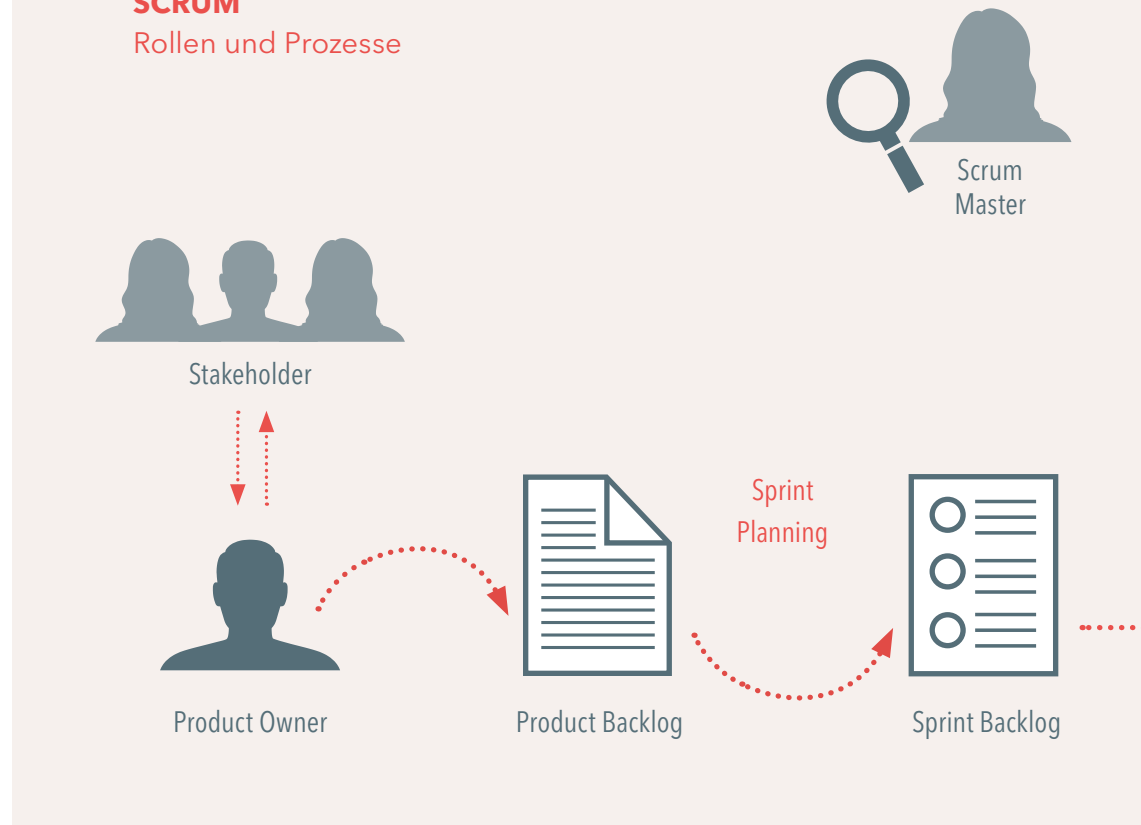 SCRUM
Rollen und Prozesse
Scrum
Master
Stakeholder
Sprint
Planning
Product Owner
Product Backlog
Sprint Backlog